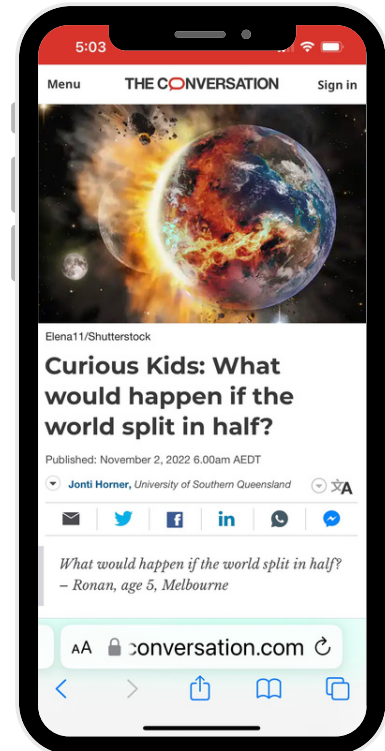 5:03
Menu
THE CONVERSATION
Sign in
Elena11/Shutterstock
Curious Kids: What
would happen if the
world split in half?
Published: November 2, 2022 6.00am AEDT
Jonti Horner, University of Southern Queensland
文A
What would happen if the world split in half?
– Ronan, age 5, Melbourne
AA
conversation.com